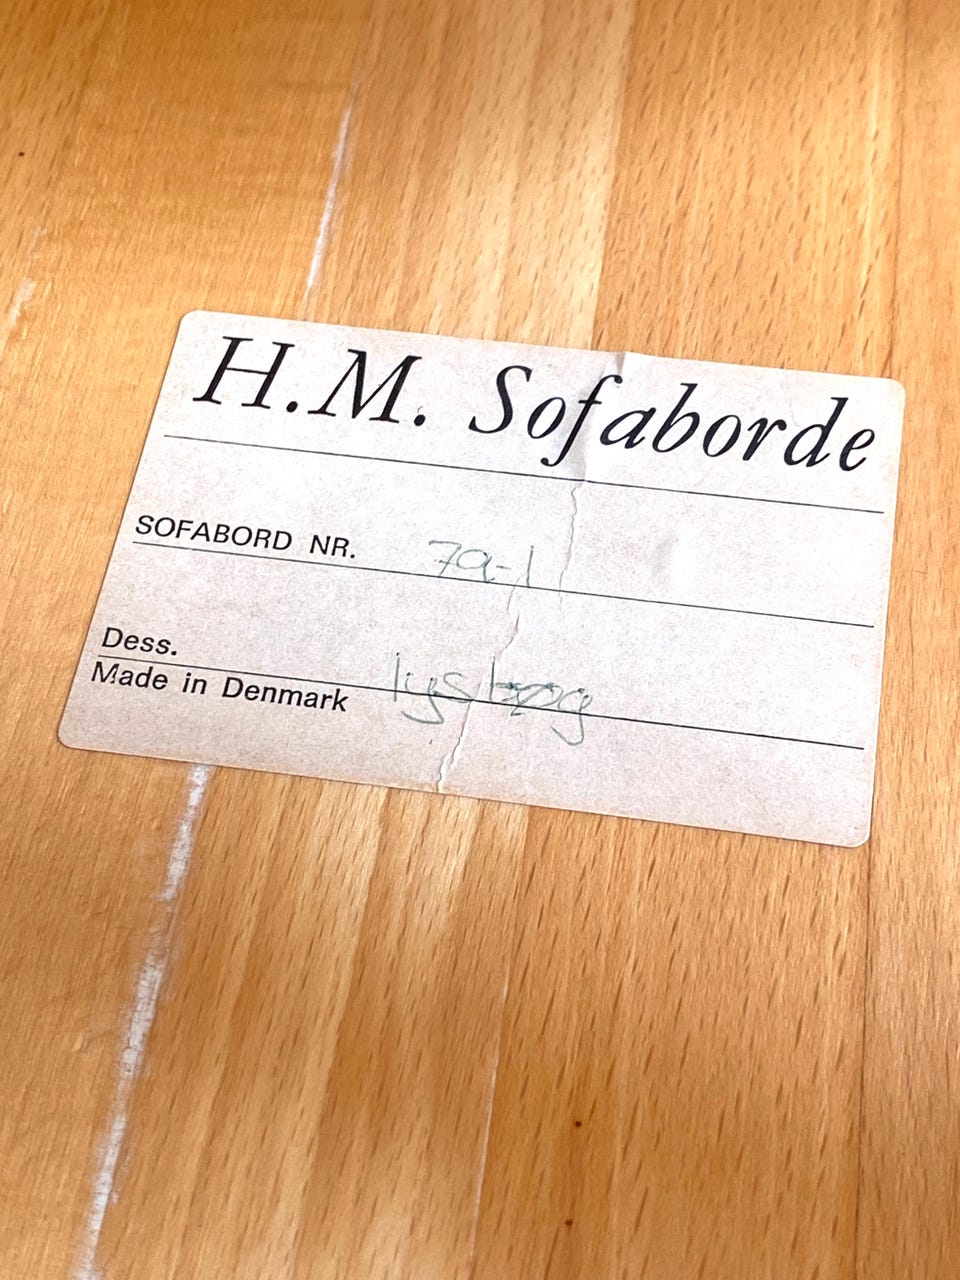 H.M. Sofaborde
SOFABORD NR. 79-1
Dess. lys bøg
Made in Denmark